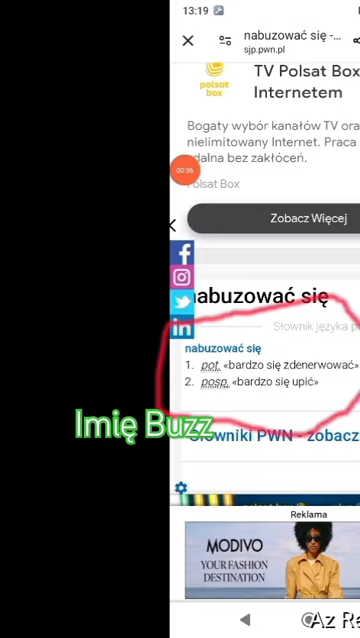 13:19
nabuzować się -...
sjp.pwn.pl
polsat
box
TV Polsat Box
Internetem
Bogaty wybór kanałów TV ora
nielimitowany Internet. Praca
dalna bez zakłóceń.
Polsat Box
00:36
Zobacz Więcej
nabuzować się
Słownik języka p
nabuzować się
1. pot. «bardzo się zdenerwować»
2. posp. «bardzo się upić»
Imię Buzz
Słowniki PWN - zobacz
Reklama
MODIVO
YOUR FASHION
DESTINATION
Az Re